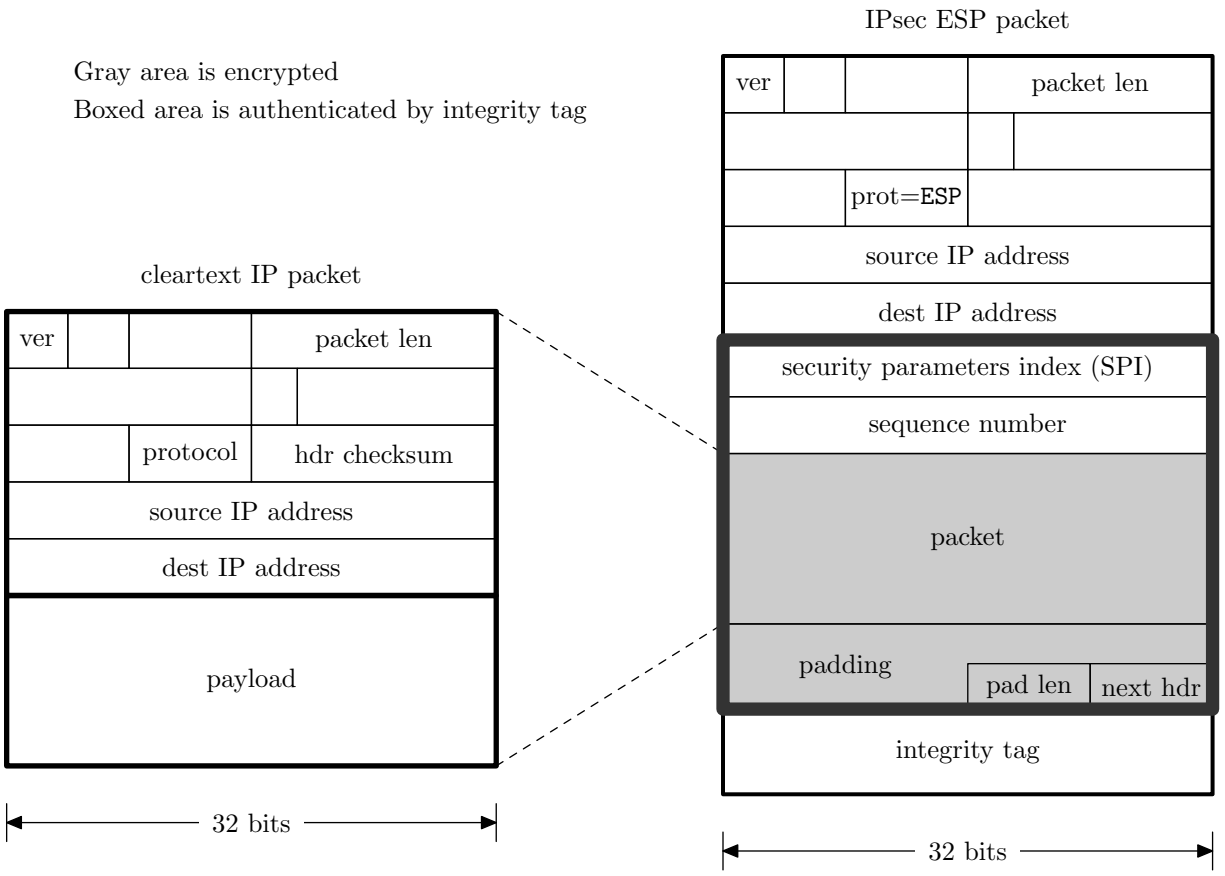 IPsec ESP packet
Gray area is encrypted
Boxed area is authenticated by integrity tag
ver packet len
prot=ESP
source IP address
dest IP address
security parameters index (SPI)
sequence number
packet
padding
pad len next hdr
integrity tag
32 bits
cleartext IP packet
ver packet len
protocol hdr checksum
source IP address
dest IP address
payload
32 bits